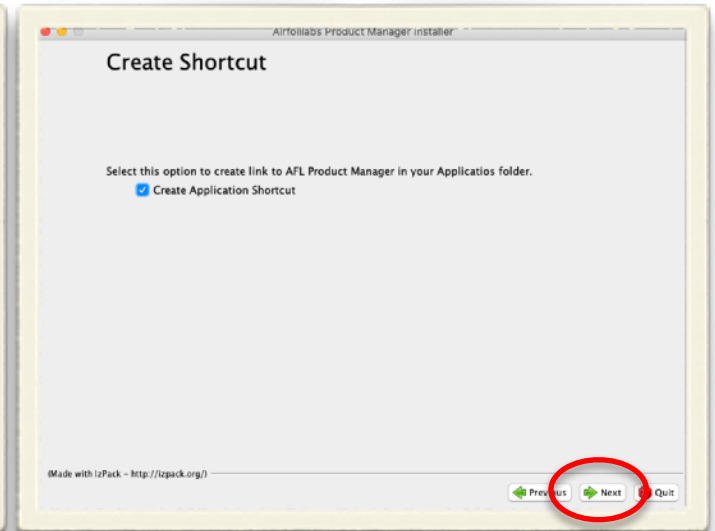 Airfoillabs Product Manager Installer
Create Shortcut
Select this option to create link to AFL Product Manager in your Applicatios folder.
Create Application Shortcut
(Made with IzPack - http://izpack.org/)
Previous Next Quit